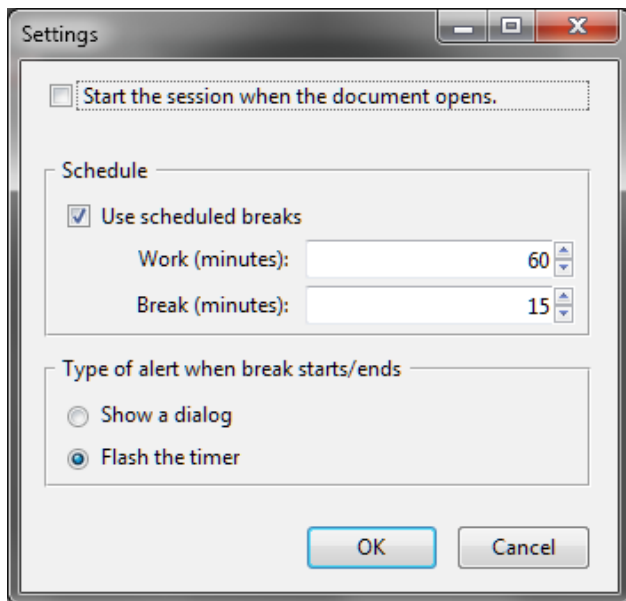 Settings
Start the session when the document opens.
Schedule
Use scheduled breaks
Work (minutes): 60
Break (minutes): 15
Type of alert when break starts/ends
Show a dialog
Flash the timer
OK Cancel